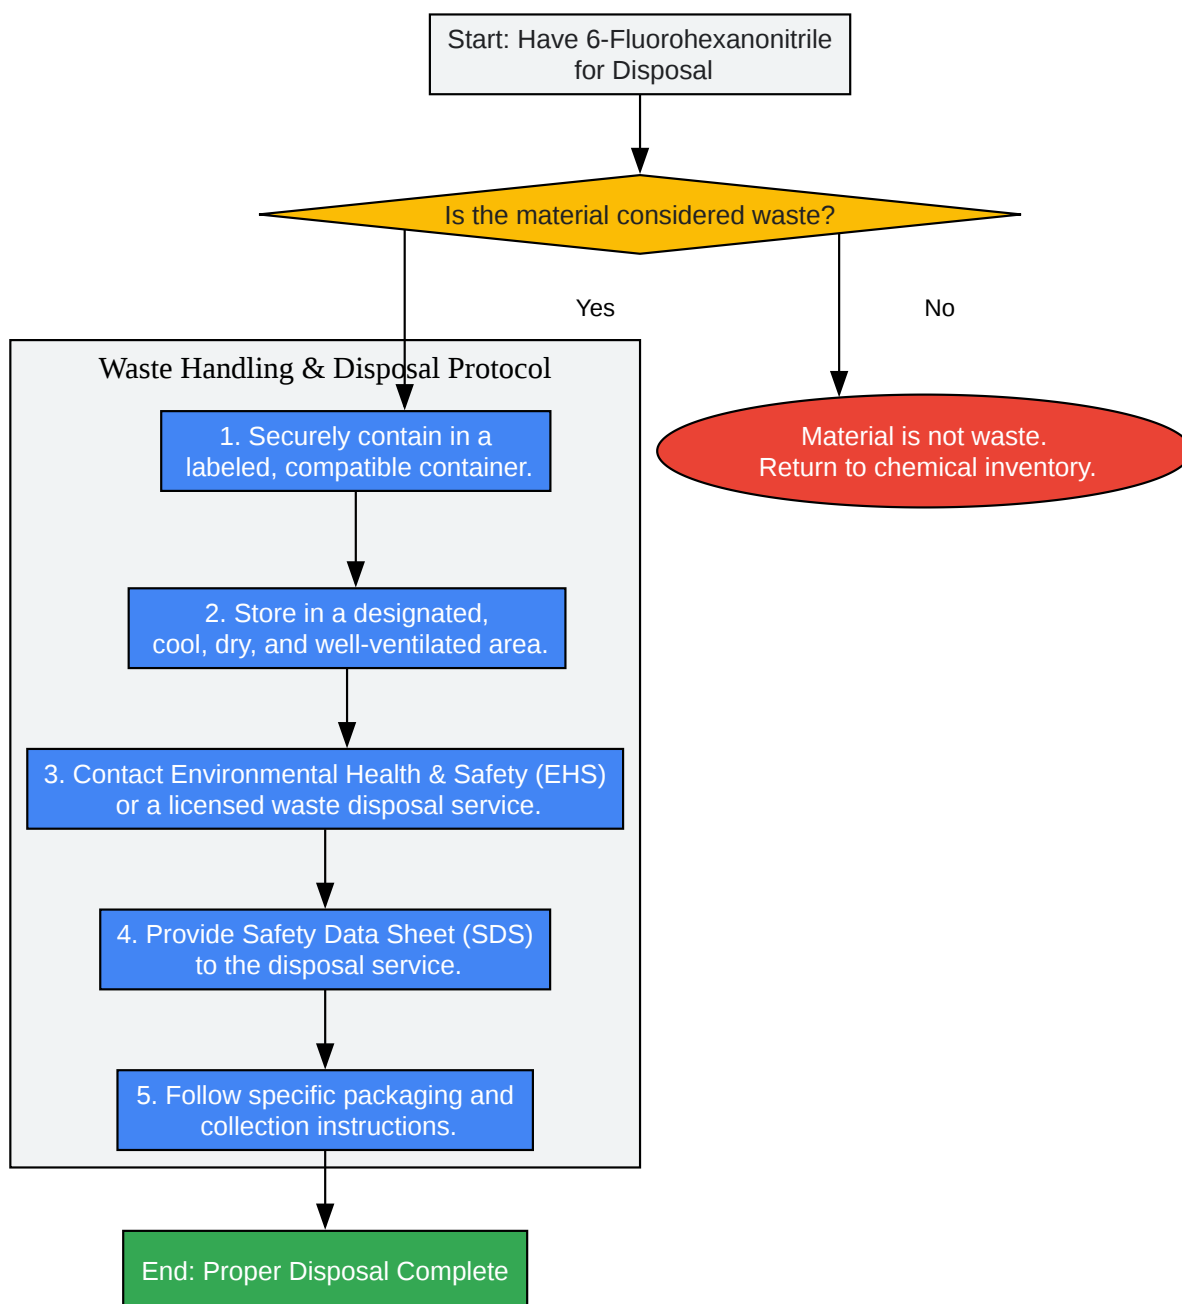 Start: Have 6-Fluorohexanonitrile
for Disposal
Is the material considered waste?
Yes
No
Waste Handling & Disposal Protocol
1. Securely contain in a
labeled, compatible container.
Material is not waste.
Return to chemical inventory.
2. Store in a designated,
cool, dry, and well-ventilated area.
3. Contact Environmental Health & Safety (EHS)
or a licensed waste disposal service.
4. Provide Safety Data Sheet (SDS)
to the disposal service.
5. Follow specific packaging and
collection instructions.
End: Proper Disposal Complete